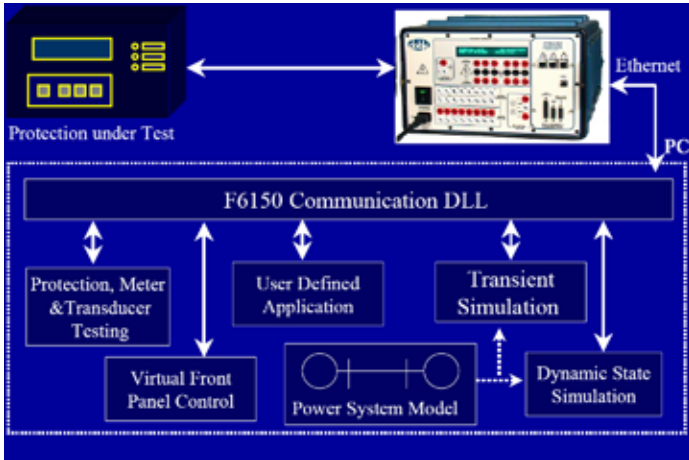 Ethernet
Protection under Test
PC
F6150 Communication DLL
Protection, Meter
&Transducer
Testing
User Defined
Application
Transient
Simulation
Virtual Front
Panel Control
Power System Model
Dynamic State
Simulation